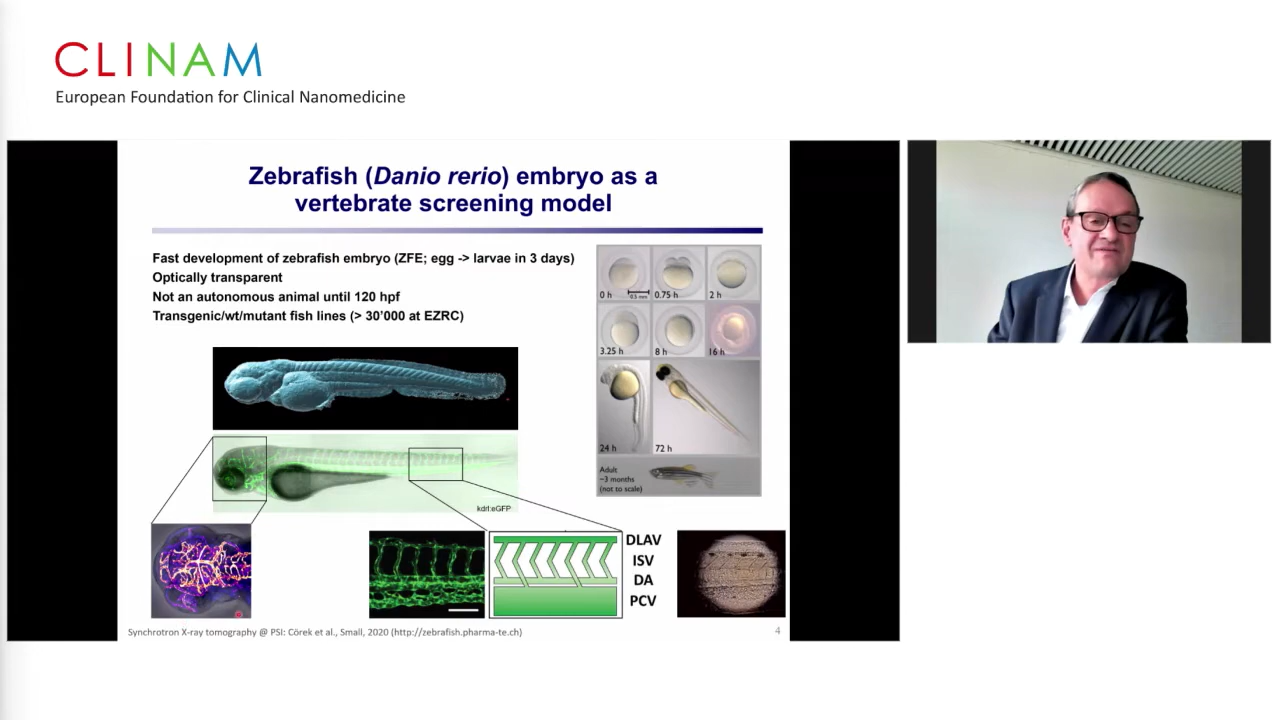 CLINAM
European Foundation for Clinical Nanomedicine
Zebrafish (Danio rerio) embryo as a
vertebrate screening model
Fast development of zebrafish embryo (ZFE; egg -> larvae in 3 days)
Optically transparent
Not an autonomous animal until 120 hpf
Transgenic/wt/mutant fish lines (> 30'000 at EZRC)
0 h
0.5 mm
0.75 h
2 h
3.25 h
8 h
16 h
24 h
72 h
Adult
~3 months
(not to scale)
kdrl:eGFP
DLAV
ISV
DA
PCV
Synchrotron X-ray tomography @ PSI: Cörek et al., Small, 2020 (http://zebrafish.pharma-te.ch)
4